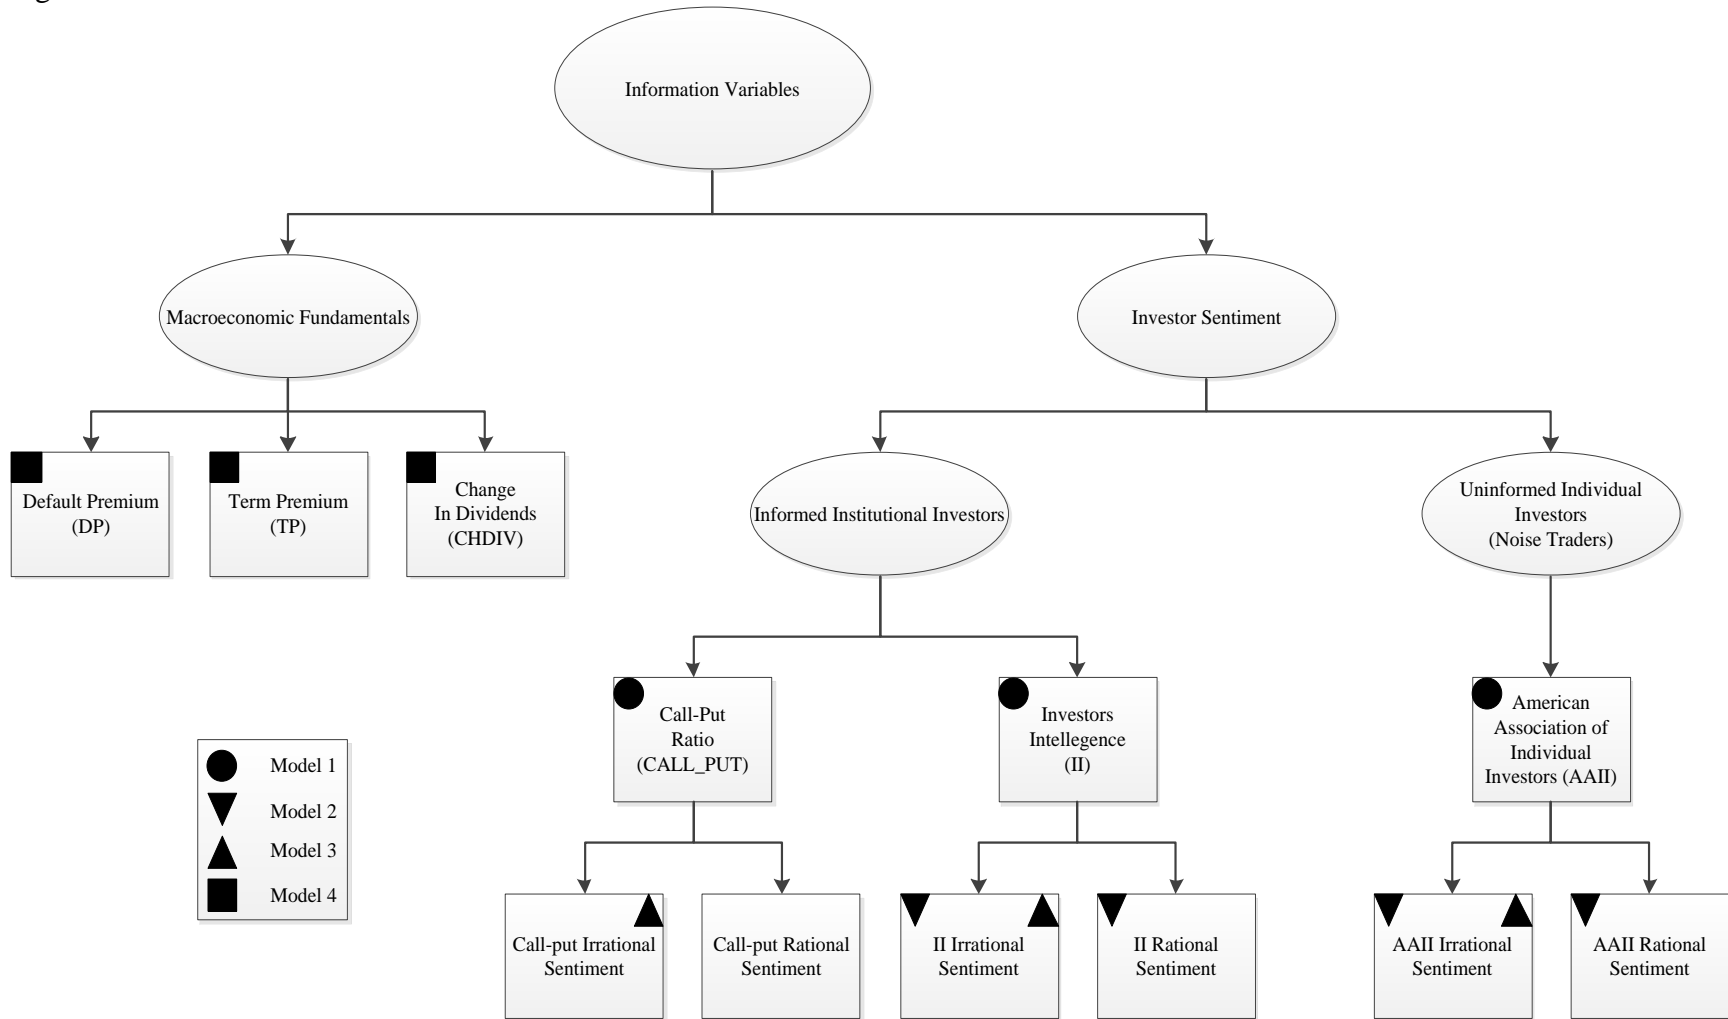 Information Variables
Macroeconomic Fundamentals
Investor Sentiment
Default Premium
(DP)
Term Premium
(TP)
Change
In Dividends
(CHDIV)
Informed Institutional Investors
Uninformed Individual
Investors
(Noise Traders)
Call-Put
Ratio
(CALL_PUT)
Investors
Intellegence
(II)
American
Association of
Individual
Investors (AAII)
Model 1
Model 2
Model 3
Model 4
Call-put Irrational
Sentiment
Call-put Rational
Sentiment
II Irrational
Sentiment
II Rational
Sentiment
AAII Irrational
Sentiment
AAII Rational
Sentiment